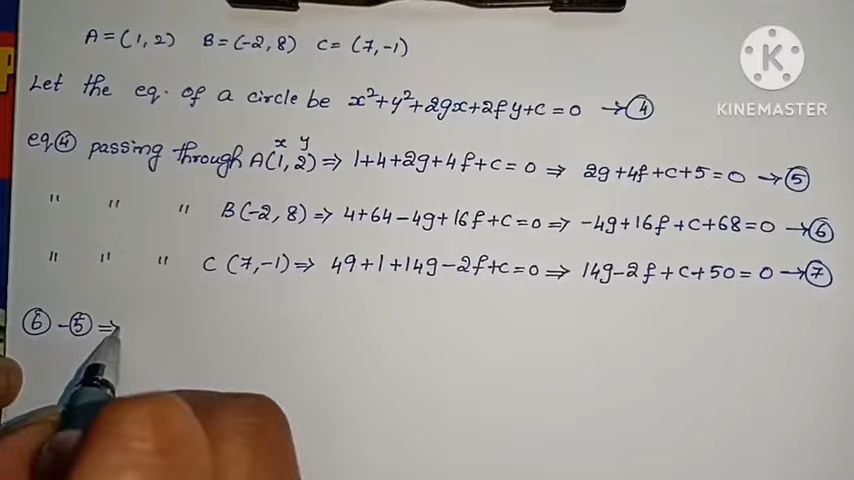 A = (1, 2) B = (-2, 8) C = (7, -1)
Let the eq. of a circle be x²+y²+2gx+2fy+c=0 → ④
KINEMASTER
x y
eq ④ passing through A(1, 2) ⇒ 1+4+2g+4f+c=0 ⇒ 2g+4f+c+5=0 → ⑤
" " " B(-2, 8) ⇒ 4+64-4g+16f+c=0 ⇒ -4g+16f+c+68=0 → ⑥
" " " C (7, -1) ⇒ 49+1+14g-2f+c=0 ⇒ 14g-2f+c+50=0 → ⑦
⑥ - ⑤ ⇒